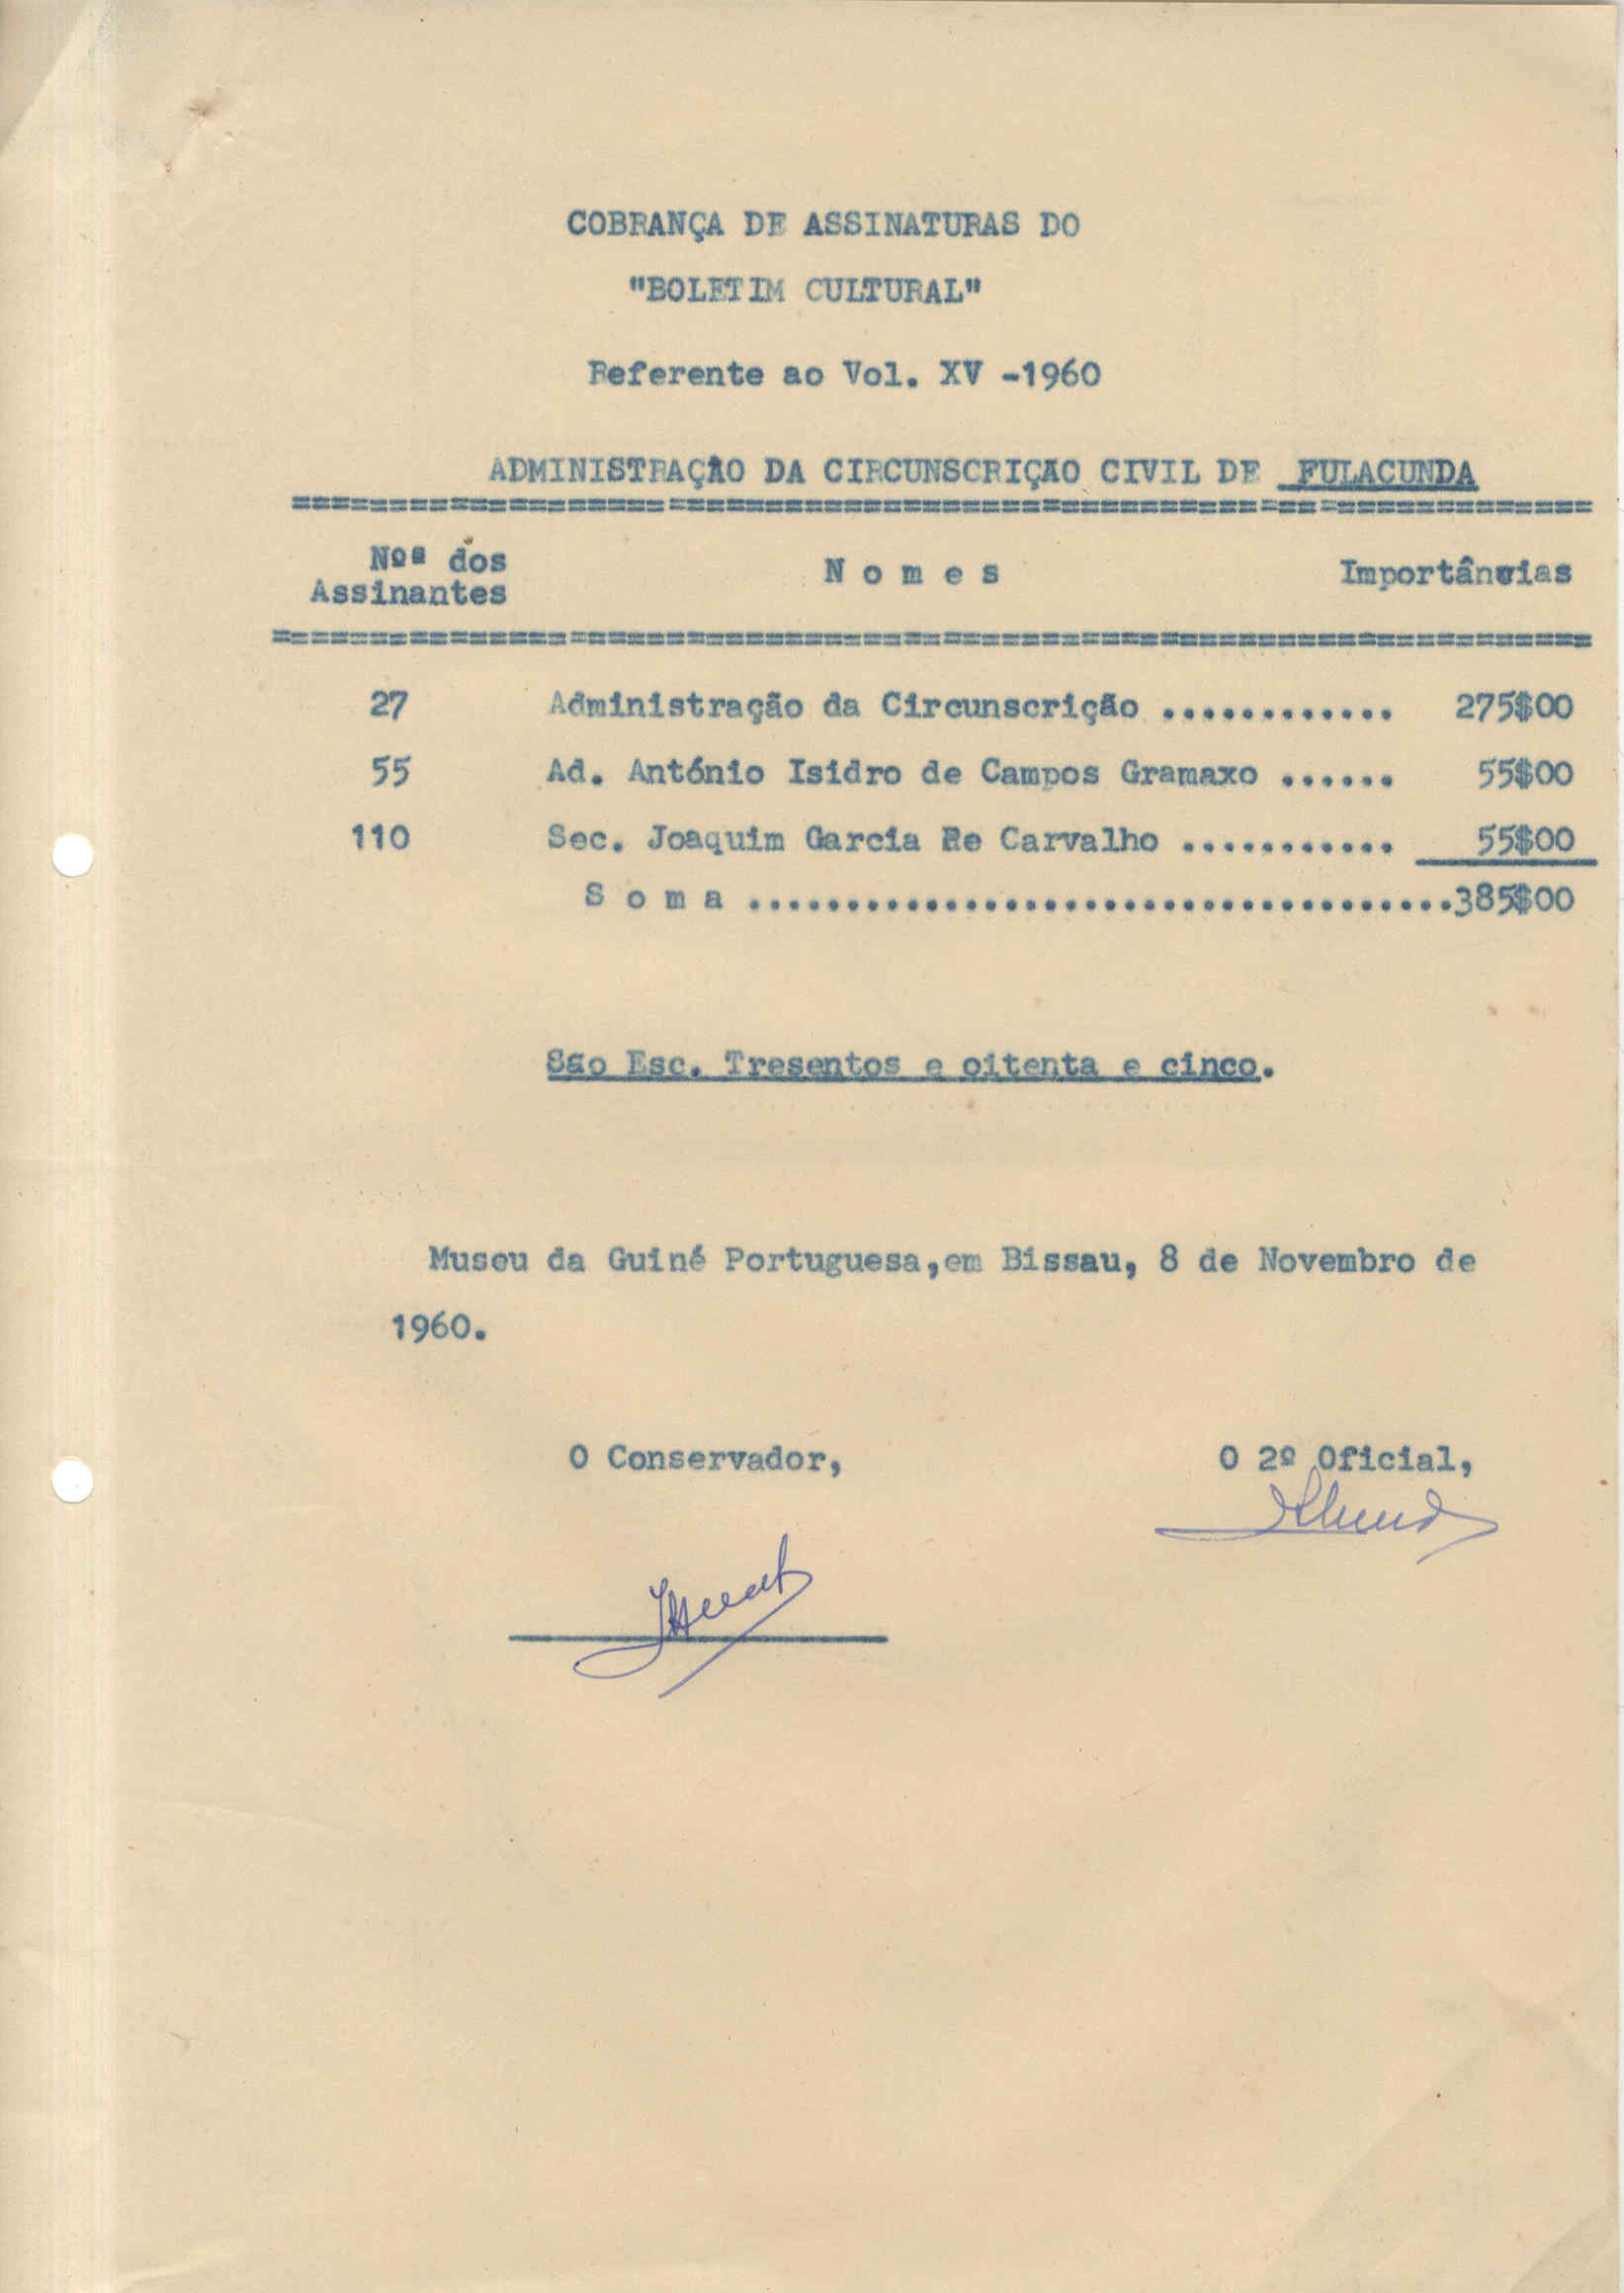 COBRANÇA DE ASSINATURAS DO
"BOLETIM CULTURAL"
Referente ao Vol. XV -1960
ADMINISTRAÇÃO DA CIRCUNSCRIÇÃO CIVIL DE FULACUNDA
Nºs dos
Assinantes
N o m e s
Importâncias
27 Administração da Circunscrição ............ 275$00
55 Ad. António Isidro de Campos Gramaxo ...... 55$00
110 Sec. Joaquim Garcia De Carvalho ........... 55$00
S o m a ....................................385$00
São Esc. Tresentos e oitenta e cinco.
Museu da Guiné Portuguesa,em Bissau, 8 de Novembro de
1960.
O Conservador,
O 2º Oficial,